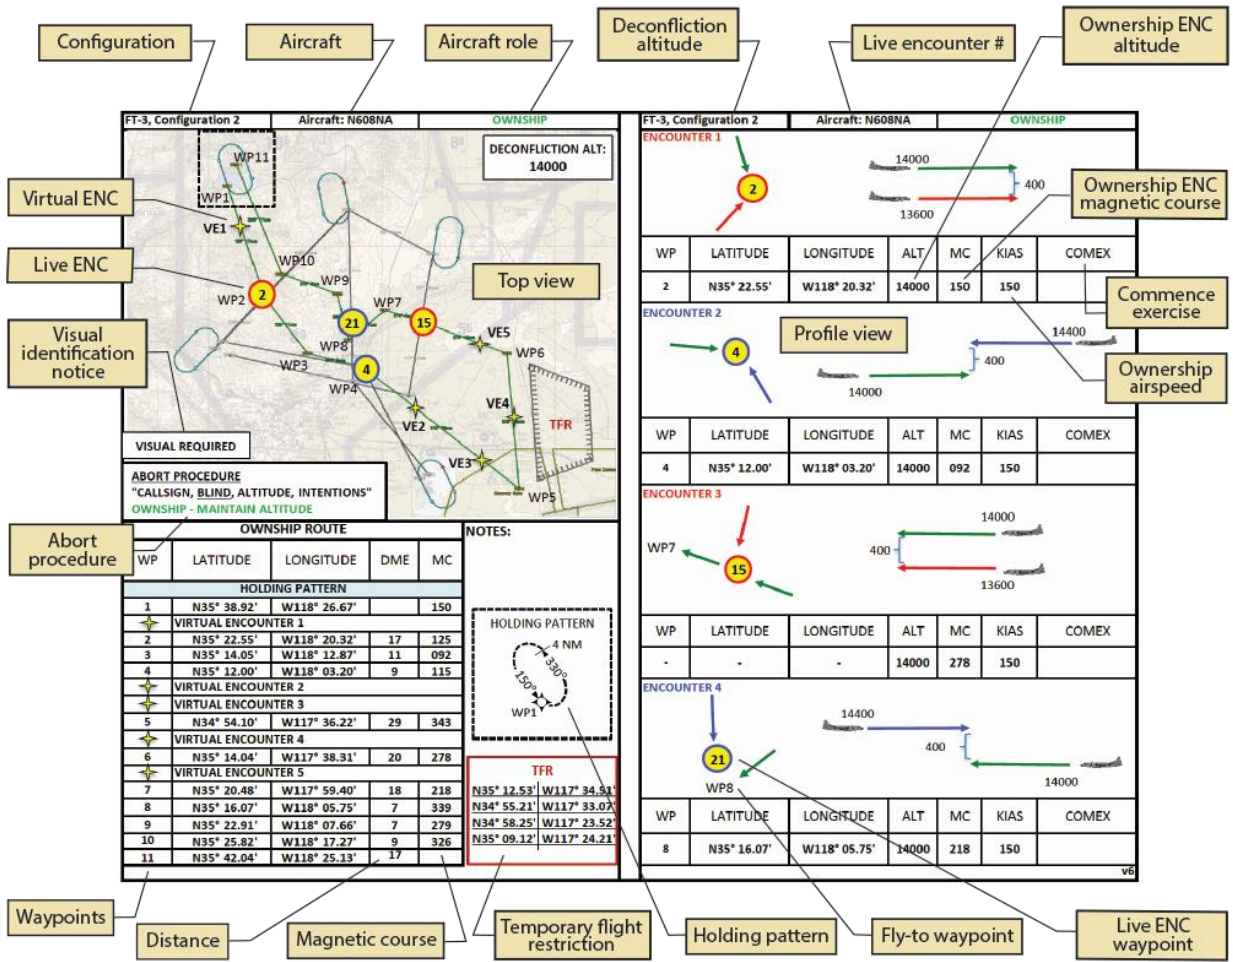 Configuration
Aircraft
Aircraft role
Deconfliction
altitude
Live encounter #
Ownership ENC
altitude
FT-3, Configuration 2 Aircraft: N608NA OWNSHIP
DECONFLICTION ALT:
14000
WP11
WP1
VE1
WP10
WP2
2
WP9
WP7
21
15
VE5
WP8
WP6
WP3
4
WP4
VE4
VE2
TFR
VE3
WP5
Top view
Virtual ENC
Live ENC
Visual
identification
notice
VISUAL REQUIRED
ABORT PROCEDURE
"CALLSIGN, BLIND, ALTITUDE, INTENTIONS"
OWNSHIP - MAINTAIN ALTITUDE
Abort
procedure
OWNSHIP ROUTE
WP LATITUDE LONGITUDE DME MC
HOLDING PATTERN
1 N35° 38.92' W118° 26.67' 150
VIRTUAL ENCOUNTER 1
2 N35° 22.55' W118° 20.32' 17 125
3 N35° 14.05' W118° 12.87' 11 092
4 N35° 12.00' W118° 03.20' 9 115
VIRTUAL ENCOUNTER 2
VIRTUAL ENCOUNTER 3
5 N34° 54.10' W117° 36.22' 29 343
VIRTUAL ENCOUNTER 4
6 N35° 14.04' W117° 38.31' 20 278
VIRTUAL ENCOUNTER 5
7 N35° 20.48' W117° 59.40' 18 218
8 N35° 16.07' W118° 05.75' 7 339
9 N35° 22.91' W118° 07.66' 7 279
10 N35° 25.82' W118° 17.27' 9 326
11 N35° 42.04' W118° 25.13' 17
NOTES:
HOLDING PATTERN
4 NM
330°
150°
WP1
TFR
N35° 12.53' W117° 34.91'
N34° 55.21' W117° 33.07'
N34° 58.25' W117° 23.52'
N35° 09.12' W117° 24.21'
FT-3, Configuration 2 Aircraft: N608NA OWNSHIP
ENCOUNTER 1
2
14000
400
13600
Ownership ENC
magnetic course
WP LATITUDE LONGITUDE ALT MC KIAS COMEX
2 N35° 22.55' W118° 20.32' 14000 150 150
Commence
exercise
ENCOUNTER 2
Profile view
4
14400
400
14000
Ownership
airspeed
WP LATITUDE LONGITUDE ALT MC KIAS COMEX
4 N35° 12.00' W118° 03.20' 14000 092 150
ENCOUNTER 3
WP7
15
14000
400
13600
WP LATITUDE LONGITUDE ALT MC KIAS COMEX
- - - 14000 278 150
ENCOUNTER 4
21
WP8
14400
400
14000
WP LATITUDE LONGITUDE ALT MC KIAS COMEX
8 N35° 16.07' W118° 05.75' 14000 218 150
v6
Waypoints
Distance
Magnetic course
Temporary flight
restriction
Holding pattern
Fly-to waypoint
Live ENC
waypoint